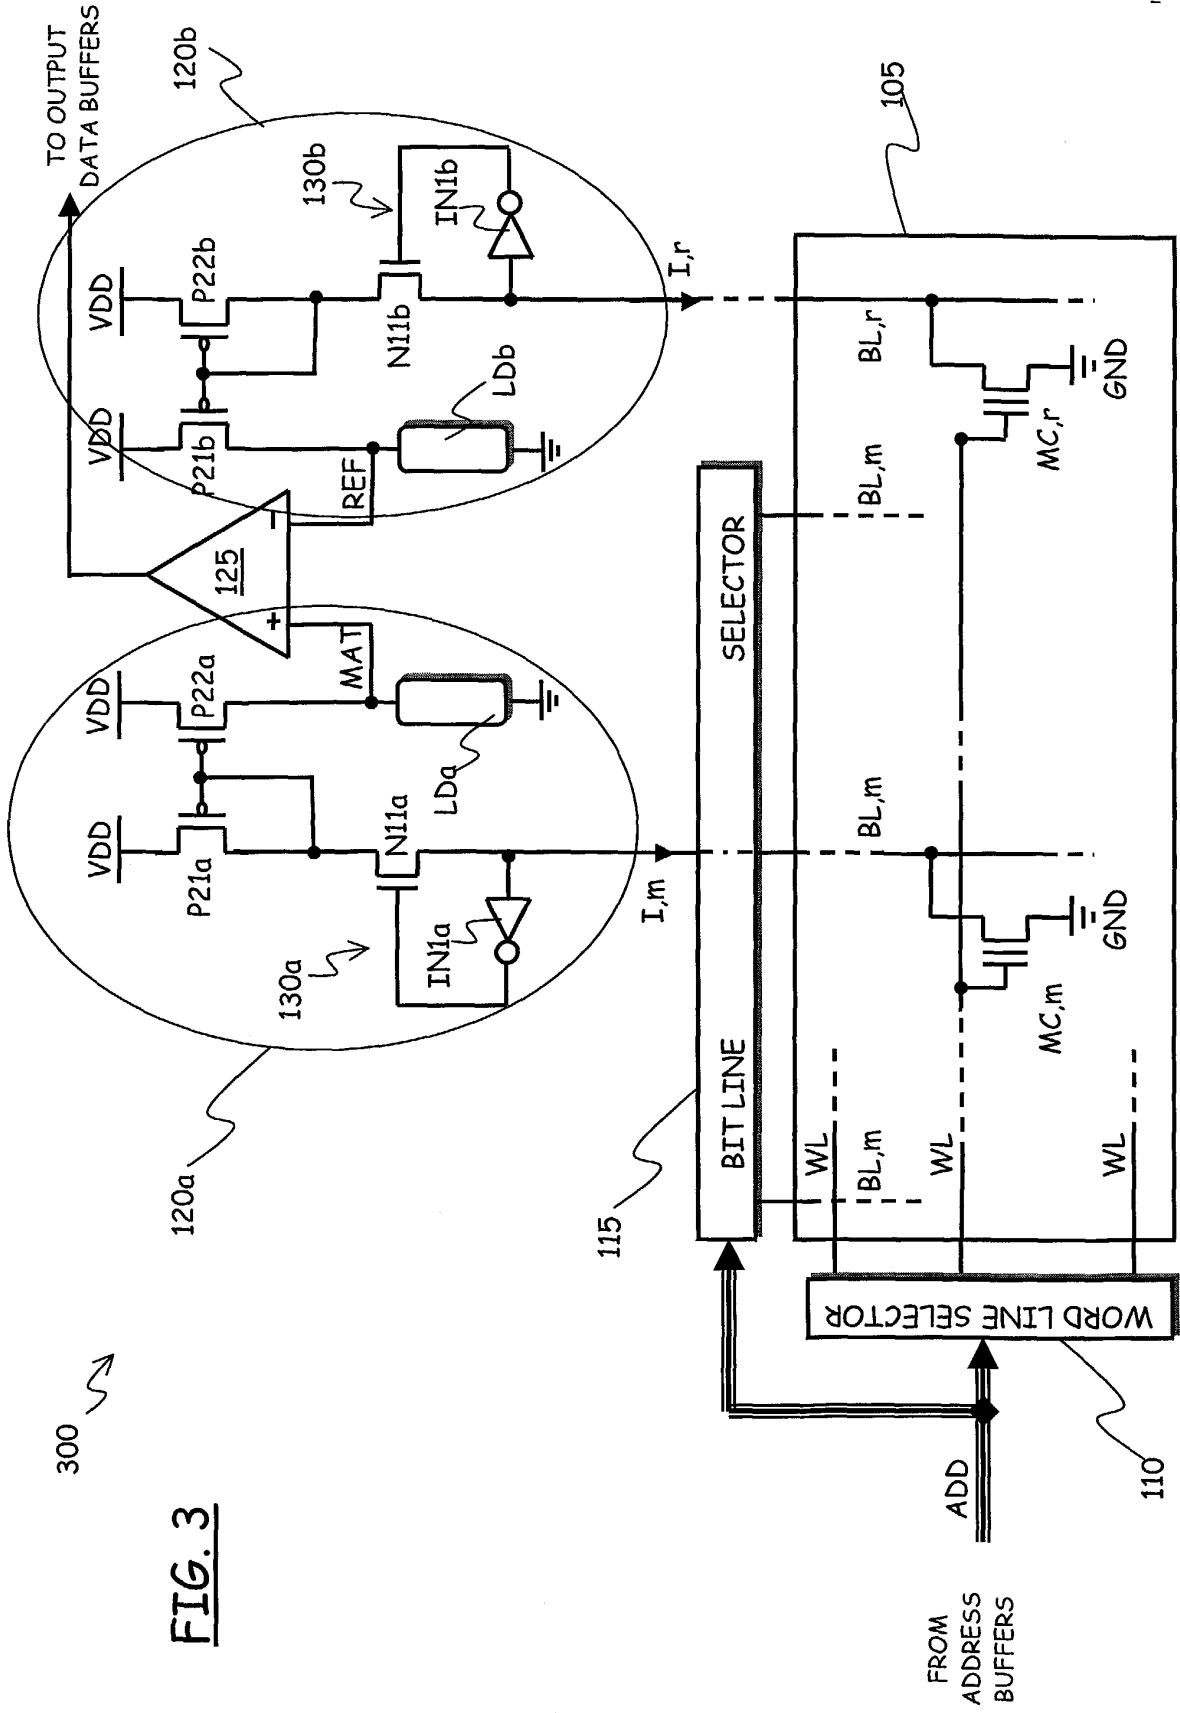 FIG. 3
300
TO OUTPUT
DATA BUFFERS
120a
120b
VDD
VDD
VDD
VDD
P21a
P22a
P21b
P22b
125
+
−
MAT
REF
130a
130b
N11a
N11b
IN1a
IN1b
LDa
LDb
I,m
I,r
115
105
BIT LINE SELECTOR
WL
WL
WL
BL,m
BL,m
BL,m
BL,r
MC,m
MC,r
GND
GND
WORD LINE SELECTOR
110
ADD
FROM
ADDRESS
BUFFERS